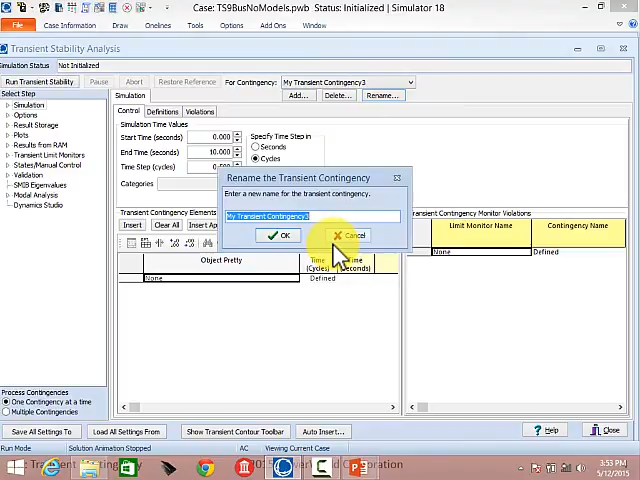 Case: TS9BusNoModels.pwb Status: Initialized | Simulator 18
File Case Information Draw Onelines Tools Options Add Ons Window
Transient Stability Analysis
Simulation Status Not Initialized
Run Transient Stability Pause Abort Restore Reference For Contingency: My Transient Contingency3
Add... Delete... Rename...
Select Step
Simulation
Options
Result Storage
Plots
Results from RAM
Transient Limit Monitors
States/Manual Control
Validation
SMIB Eigenvalues
Modal Analysis
Dynamics Studio
Simulation
Control Definitions Violations
Simulation Time Values
Start Time (seconds) 0.000
End Time (seconds) 10.000
Time Step (cycles)
Specify Time Step in
Seconds
Cycles
Categories
Rename the Transient Contingency
Enter a new name for the transient contingency.
My Transient Contingency3
OK Cancel
Transient Contingency Elements
Insert Clear All
Object Pretty Time (Cycles) Time (Seconds)
None Defined
Transient Contingency Monitor Violations
Limit Monitor Name Contingency Name
None Defined
Process Contingencies
One Contingency at a time
Multiple Contingencies
Save All Settings To Load All Settings From Show Transient Contour Toolbar Auto Insert... Help Close
Run Mode Solution Animation Stopped AC Viewing Current Case
3:53 PM
5/12/2015